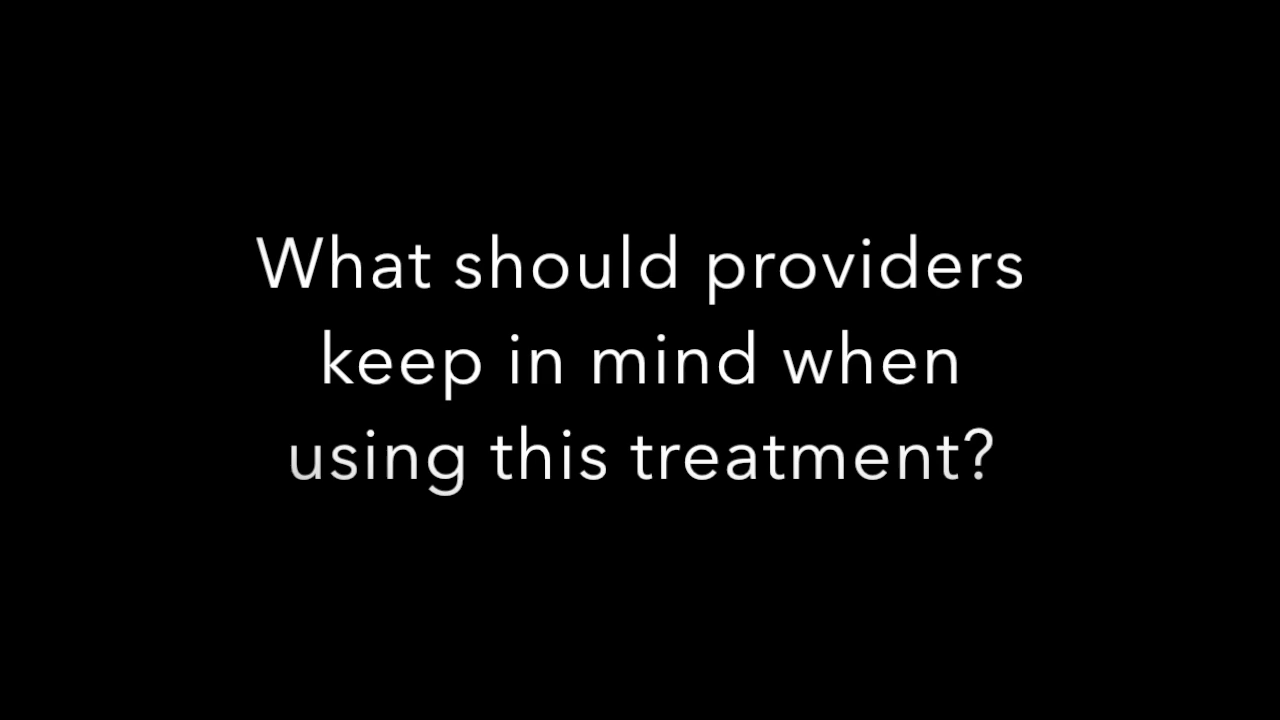 What should providers
keep in mind when
using this treatment?